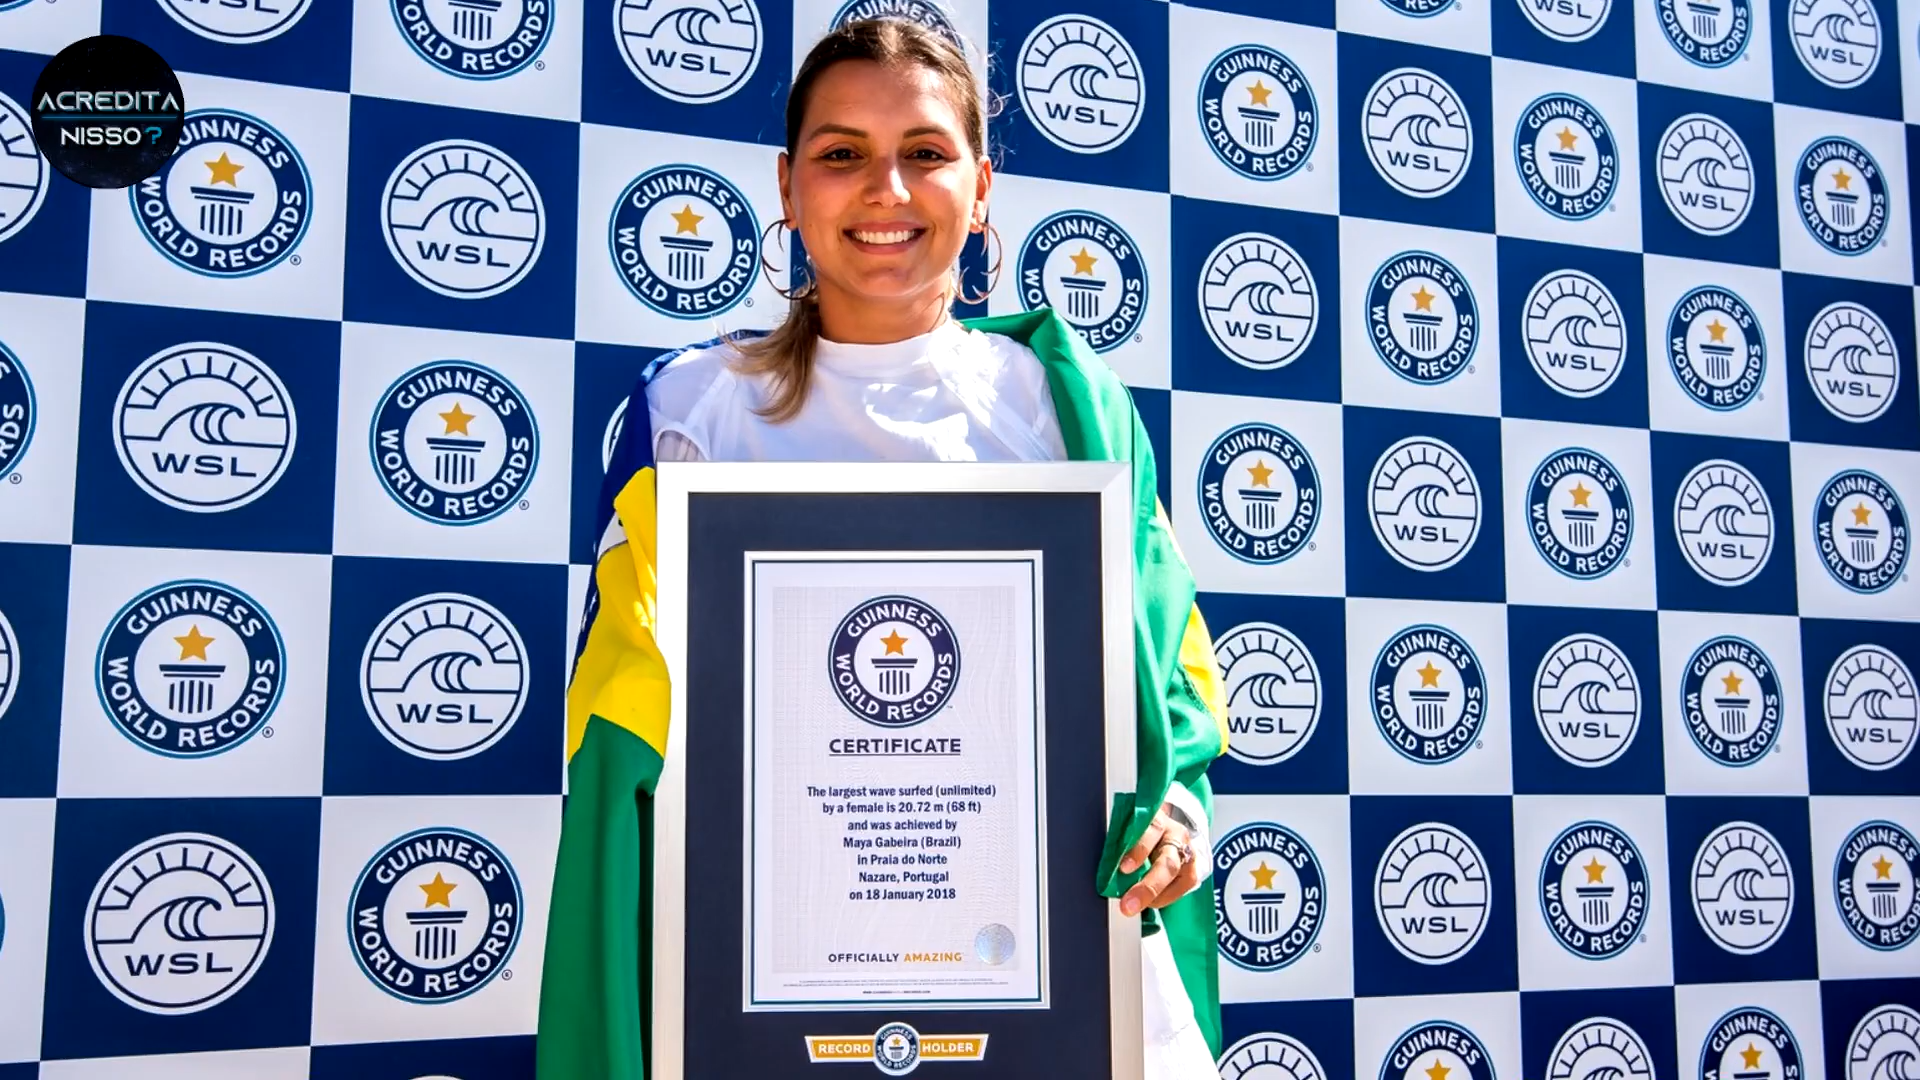 ACREDITA
NISSO?
GUINNESS
WORLD RECORDS
WSL
GUINNESS
WORLD RECORDS
CERTIFICATE
The largest wave surfed (unlimited)
by a female is 20.72 m (68 ft)
and was achieved by
Maya Gabeira (Brazil)
in Praia do Norte
Nazare, Portugal
on 18 January 2018
OFFICIALLY AMAZING
RECORD HOLDER